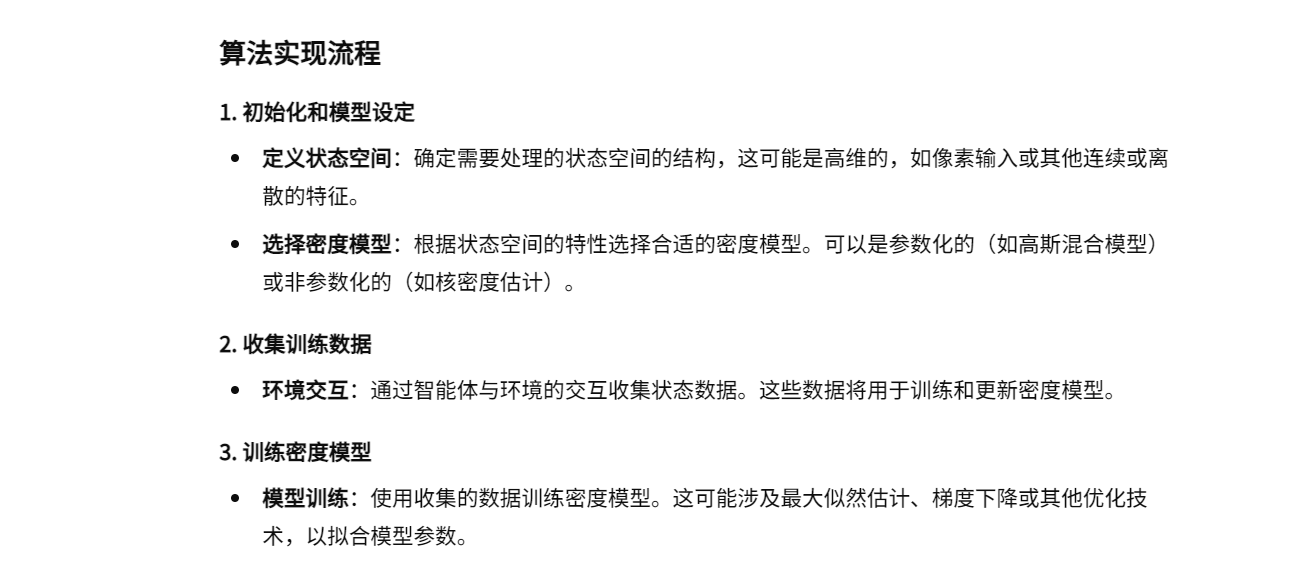 算法实现流程
1. 初始化和模型设定
• 定义状态空间：确定需要处理的状态空间的结构，这可能是高维的，如像素输入或其他连续或离
散的特征。
• 选择密度模型：根据状态空间的特性选择合适的密度模型。可以是参数化的（如高斯混合模型）
或非参数化的（如核密度估计）。
2. 收集训练数据
• 环境交互：通过智能体与环境的交互收集状态数据。这些数据将用于训练和更新密度模型。
3. 训练密度模型
• 模型训练：使用收集的数据训练密度模型。这可能涉及最大似然估计、梯度下降或其他优化技
术，以拟合模型参数。